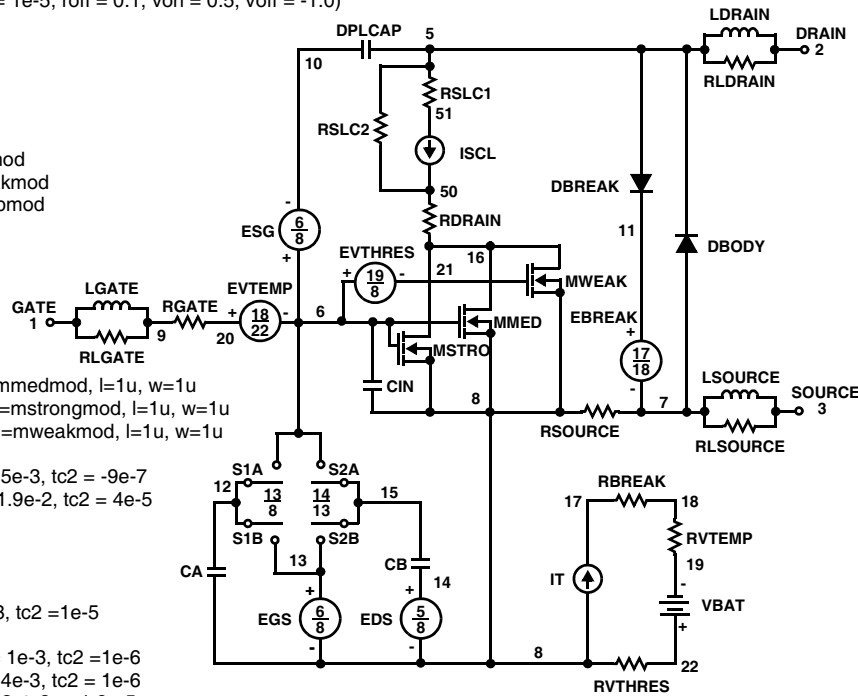 = 1e-5, roff = 0.1, von = 0.5, voff = -1.0)
LDRAIN
DPLCAP 5 DRAIN
10 2
RSLC1 RLDRAIN
51
RSLC2
ISCL
50
DBREAK
RDRAIN
ESG 6/8
11 DBODY
EVTHRES 16
21
19/8
MWEAK
LGATE EVTEMP
GATE RGATE 6 EBREAK
1 18/22 MMED
9 20 MSTRO
17/18
RLGATE
LSOURCE
CIN 8 7 SOURCE
3
RSOURCE
RLSOURCE
mmedmod, l=1u, w=1u
=mstrongmod, l=1u, w=1u
=mweakmod, l=1u, w=1u
5e-3, tc2 = -9e-7
1.9e-2, tc2 = 4e-5
S1A S2A RBREAK
12 13/8 14/13 15 17 18
S1B S2B RVTEMP
13 CB 19
CA 14 IT
VBAT
EGS 6/8 EDS 5/8
8 22
RVTHRES
3, tc2 =1e-5
1e-3, tc2 =1e-6
4e-3, tc2 = 1e-6
+
-